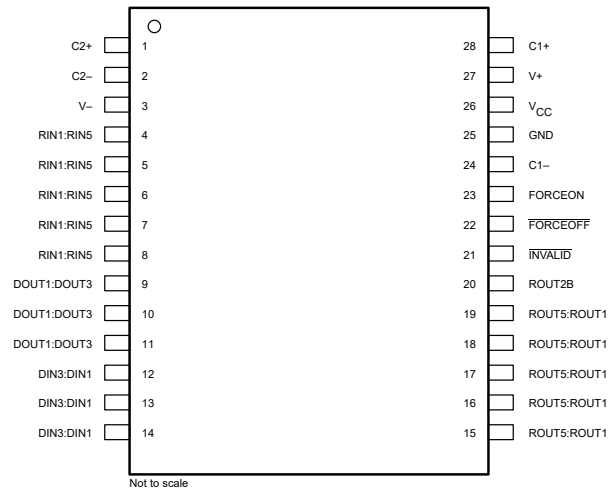 C2+ 1 28 C1+
C2– 2 27 V+
V– 3 26 VCC
RIN1:RIN5 4 25 GND
RIN1:RIN5 5 24 C1–
RIN1:RIN5 6 23 FORCEON
RIN1:RIN5 7 22 FORCEOFF
RIN1:RIN5 8 21 INVALID
DOUT1:DOUT3 9 20 ROUT2B
DOUT1:DOUT3 10 19 ROUT5:ROUT1
DOUT1:DOUT3 11 18 ROUT5:ROUT1
DIN3:DIN1 12 17 ROUT5:ROUT1
DIN3:DIN1 13 16 ROUT5:ROUT1
DIN3:DIN1 14 15 ROUT5:ROUT1
Not to scale